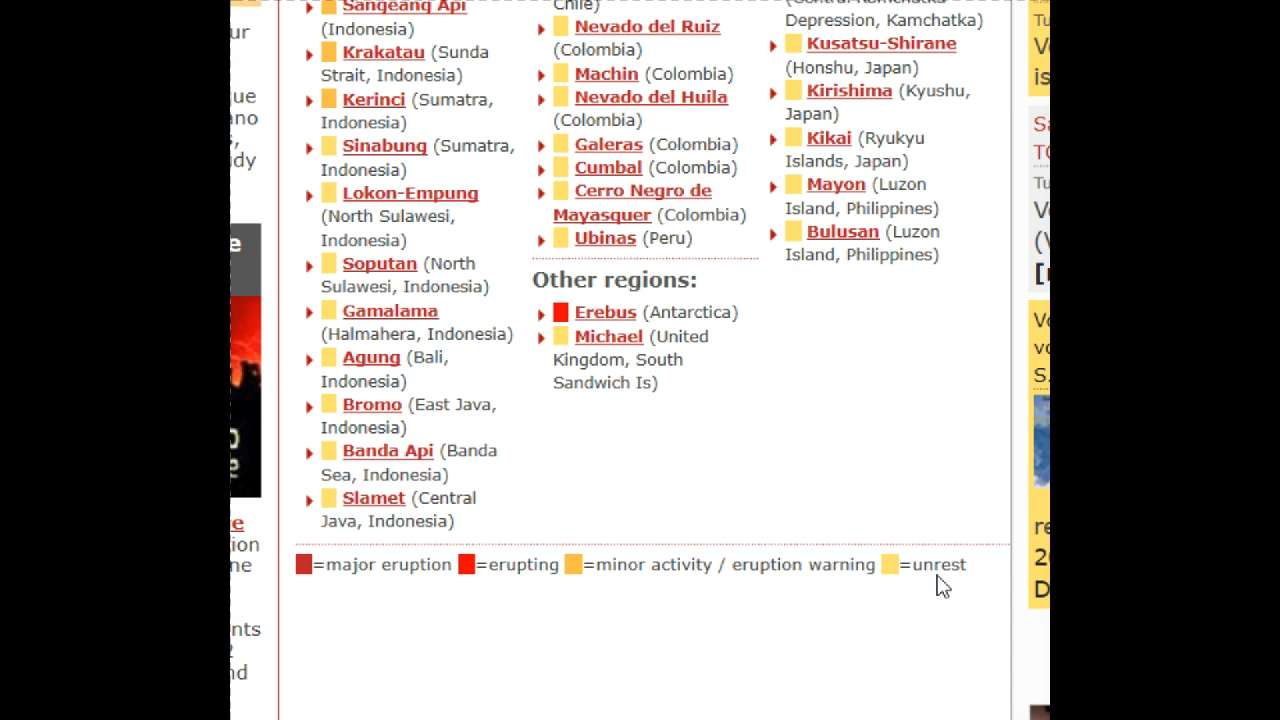 Sangeang Api
(Indonesia)
Krakatau (Sunda
Strait, Indonesia)
Kerinci (Sumatra,
Indonesia)
Sinabung (Sumatra,
Indonesia)
Lokon-Empung
(North Sulawesi,
Indonesia)
Soputan (North
Sulawesi, Indonesia)
Gamalama
(Halmahera, Indonesia)
Agung (Bali,
Indonesia)
Bromo (East Java,
Indonesia)
Banda Api (Banda
Sea, Indonesia)
Slamet (Central
Java, Indonesia)
Chile)
Nevado del Ruiz
(Colombia)
Machin (Colombia)
Nevado del Huila
(Colombia)
Galeras (Colombia)
Cumbal (Colombia)
Cerro Negro de
Mayasquer (Colombia)
Ubinas (Peru)
Other regions:
Erebus (Antarctica)
Michael (United
Kingdom, South
Sandwich Is)
(Central Kamchatka
Depression, Kamchatka)
Kusatsu-Shirane
(Honshu, Japan)
Kirishima (Kyushu,
Japan)
Kikai (Ryukyu
Islands, Japan)
Mayon (Luzon
Island, Philippines)
Bulusan (Luzon
Island, Philippines)
=major eruption =erupting =minor activity / eruption warning =unrest